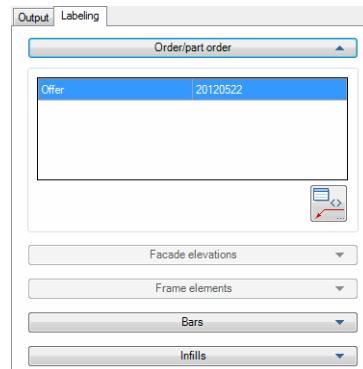 Output Labeling
Order/part order
Offer 20120522
...
Facade elevations
Frame elements
Bars
Infills